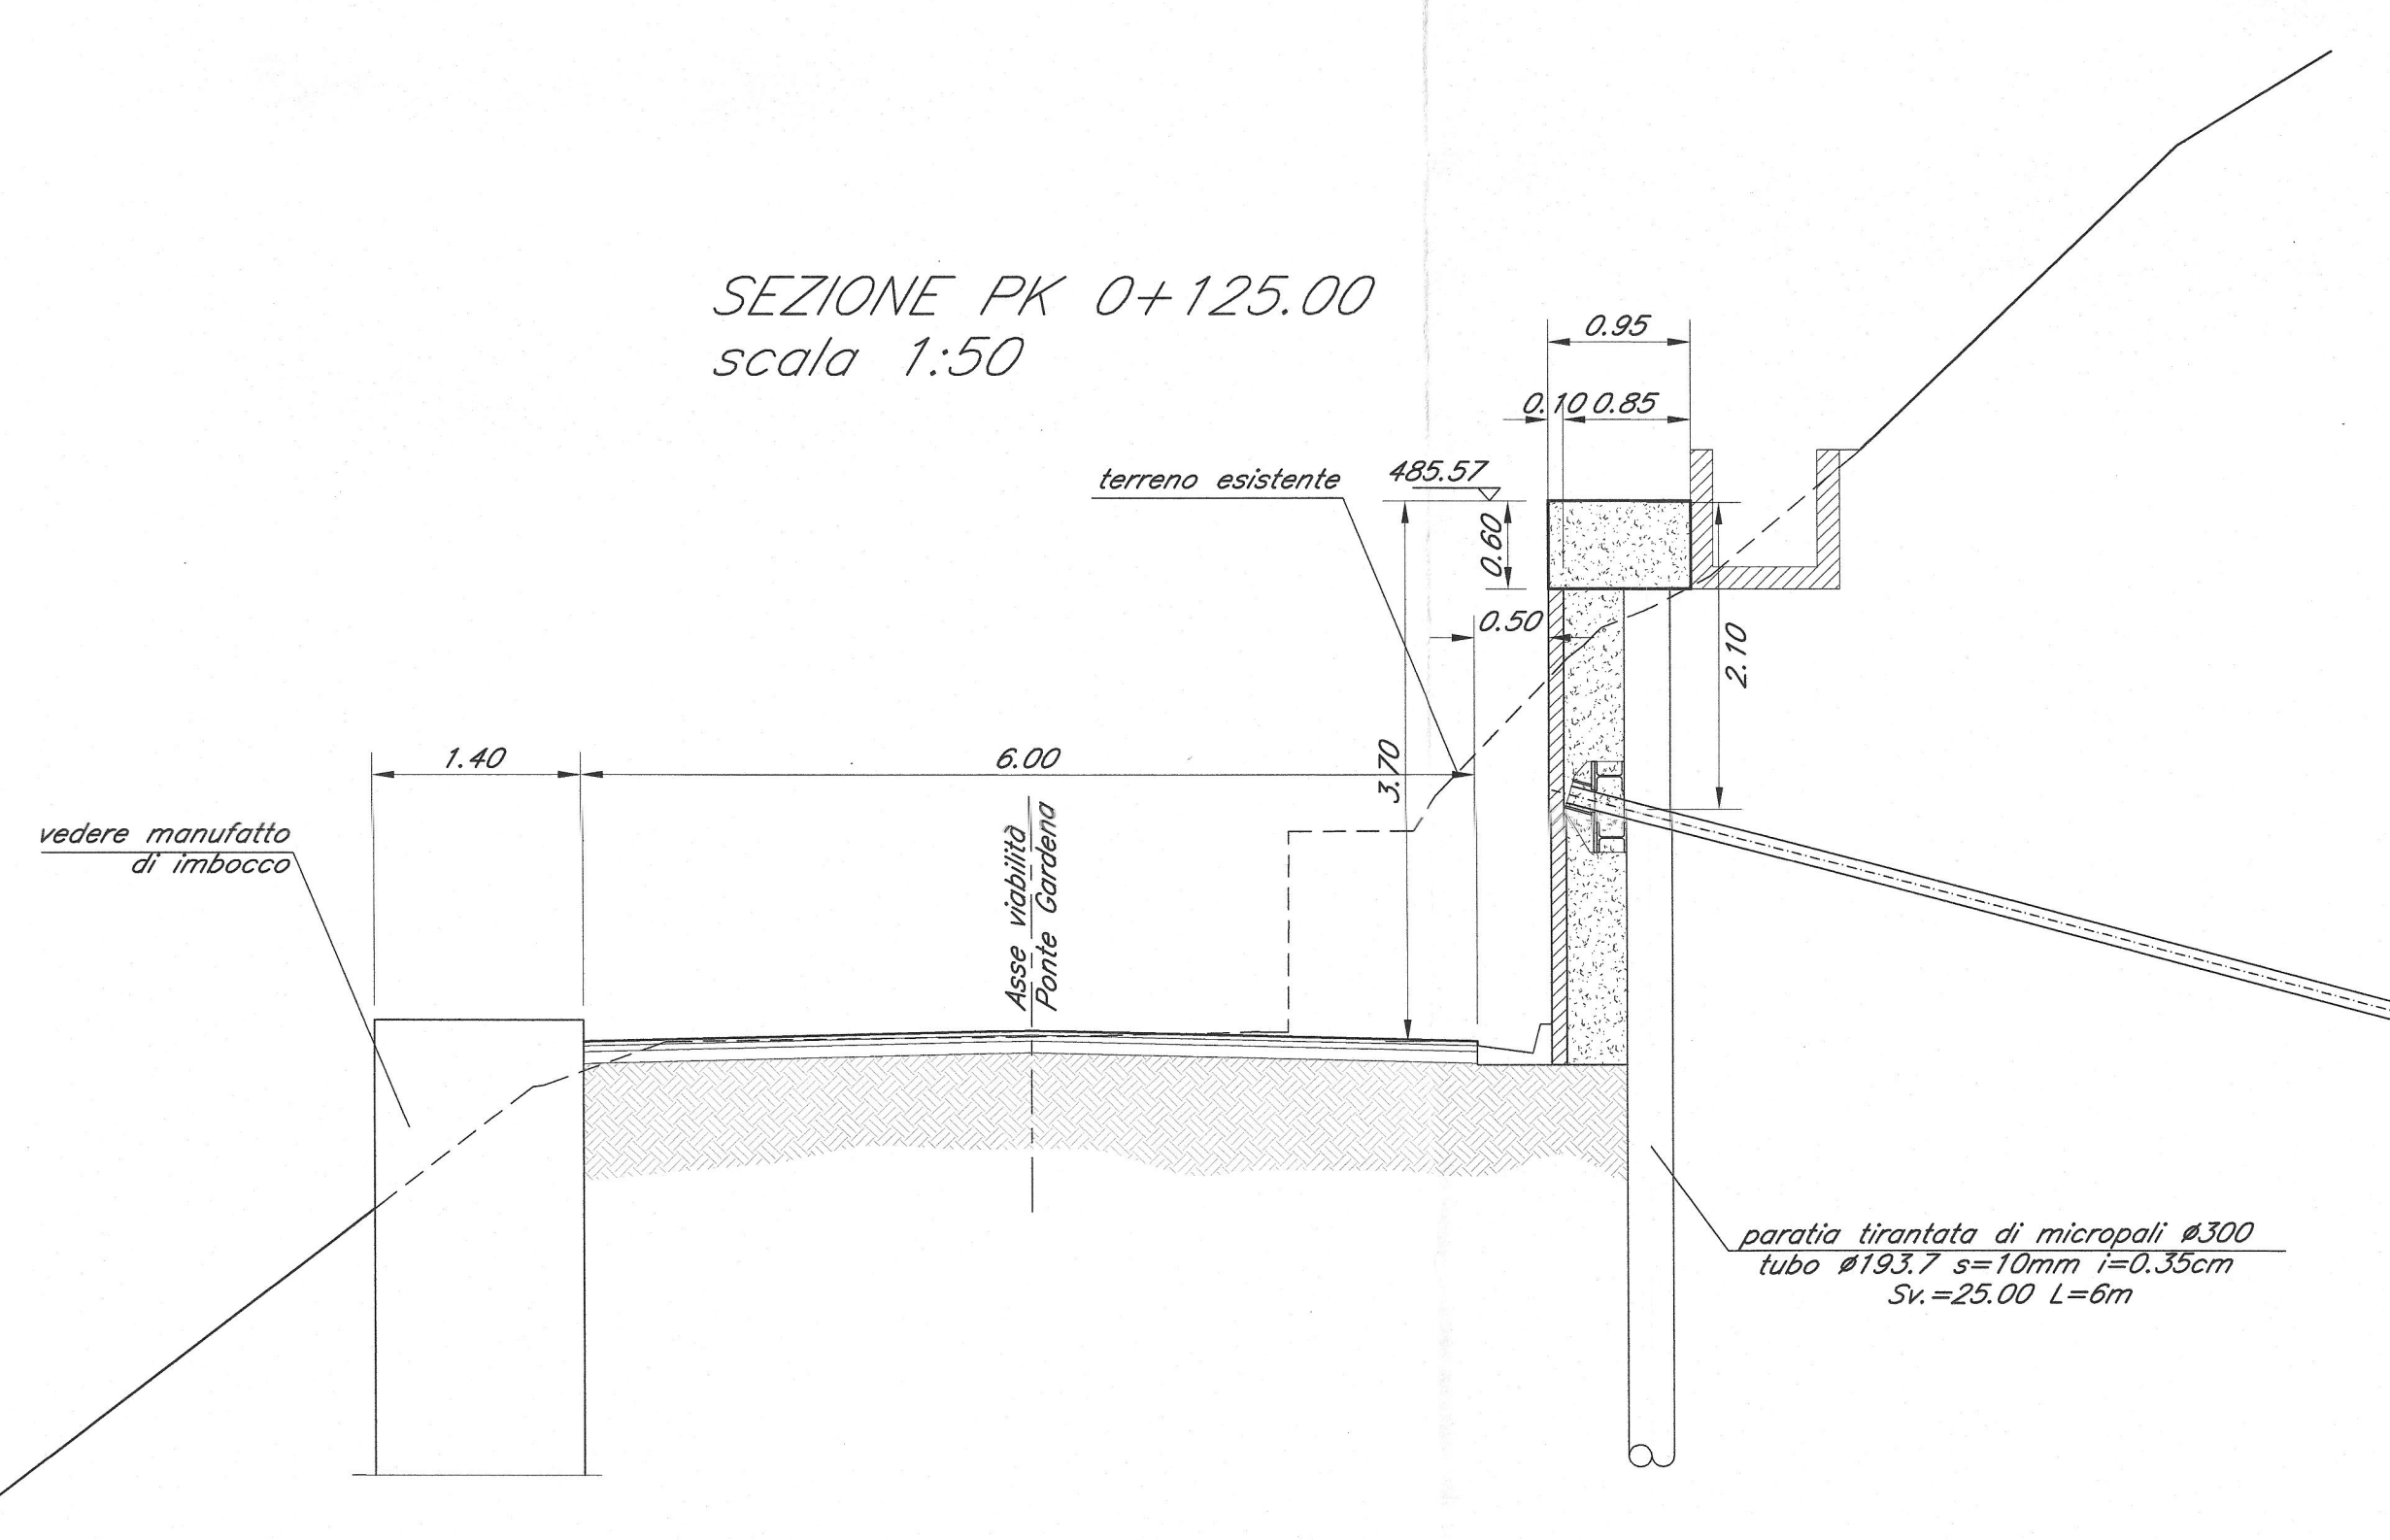 SEZIONE PK 0+125.00
scala 1:50
0.95
0.10 0.85
terreno esistente
485.57
0.60
0.50
2.10
1.40
6.00
3.70
vedere manufatto
di imbocco
Asse viabilità
Ponte Gardena
paratia tirantata di micropali ø300
tubo ø193.7 s=10mm i=0.35cm
Sv.=25.00 L=6m